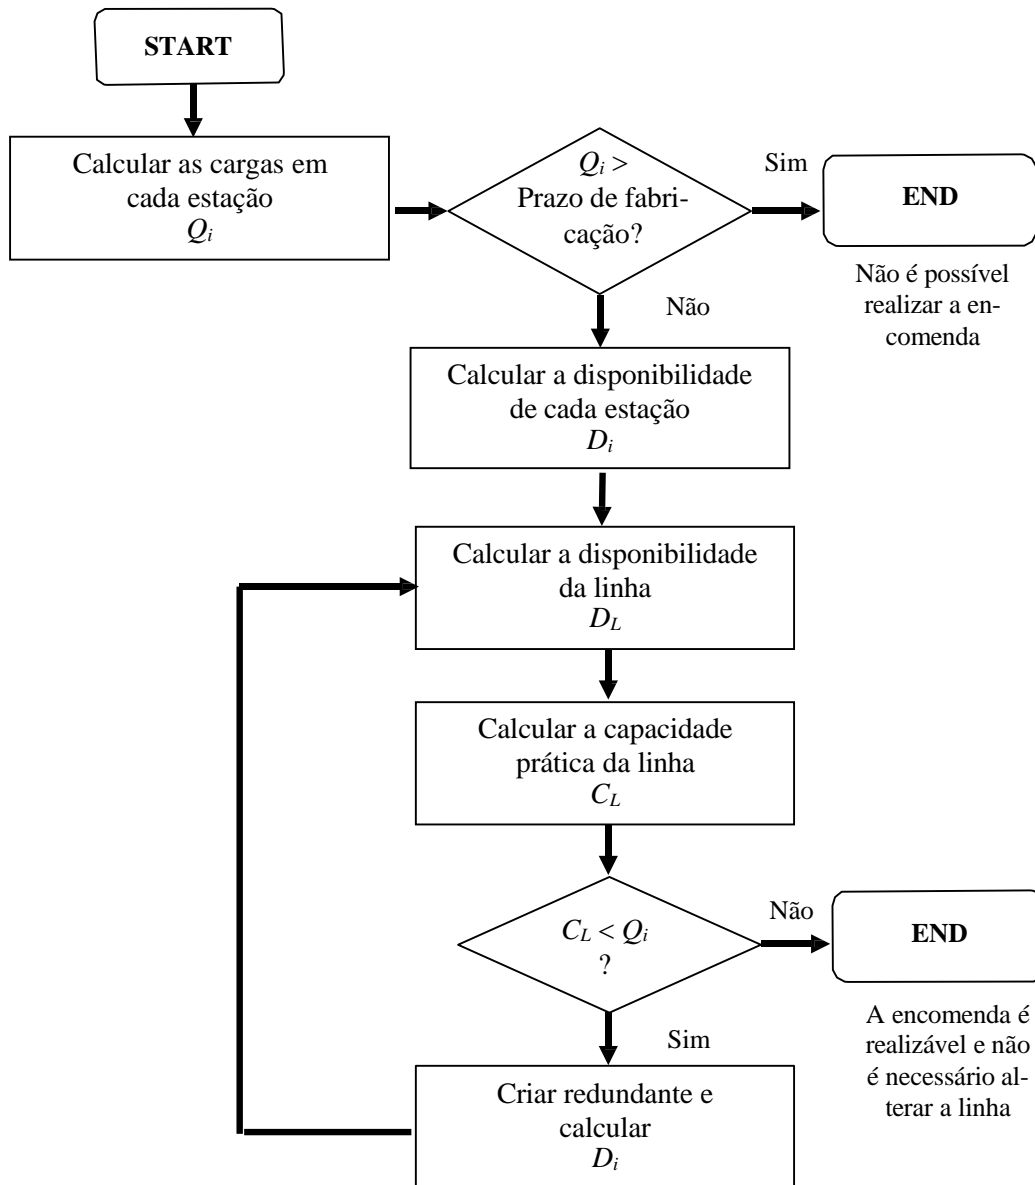 START
Calcular as cargas em
cada estação
Qi
Qi >
Prazo de fabri-
cação?
Sim
END
Não é possível
realizar a en-
comenda
Não
Calcular a disponibilidade
de cada estação
Di
Calcular a disponibilidade
da linha
DL
Calcular a capacidade
prática da linha
CL
CL < Qi
?
Não
END
A encomenda é
realizável e não
é necessário al-
terar a linha
Sim
Criar redundante e
calcular
Di